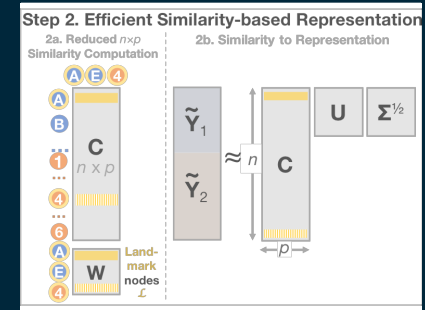 Step 2. Efficient Similarity-based Representation
2a. Reduced n×p
Similarity Computation
2b. Similarity to Representation
A E 4
A
B
...
1
...
4
...
6
C
n x p
A
E
4
W
Land-
mark
nodes
ℒ
Ỹ1
Ỹ2
≈
n
C
p
U
Σ½